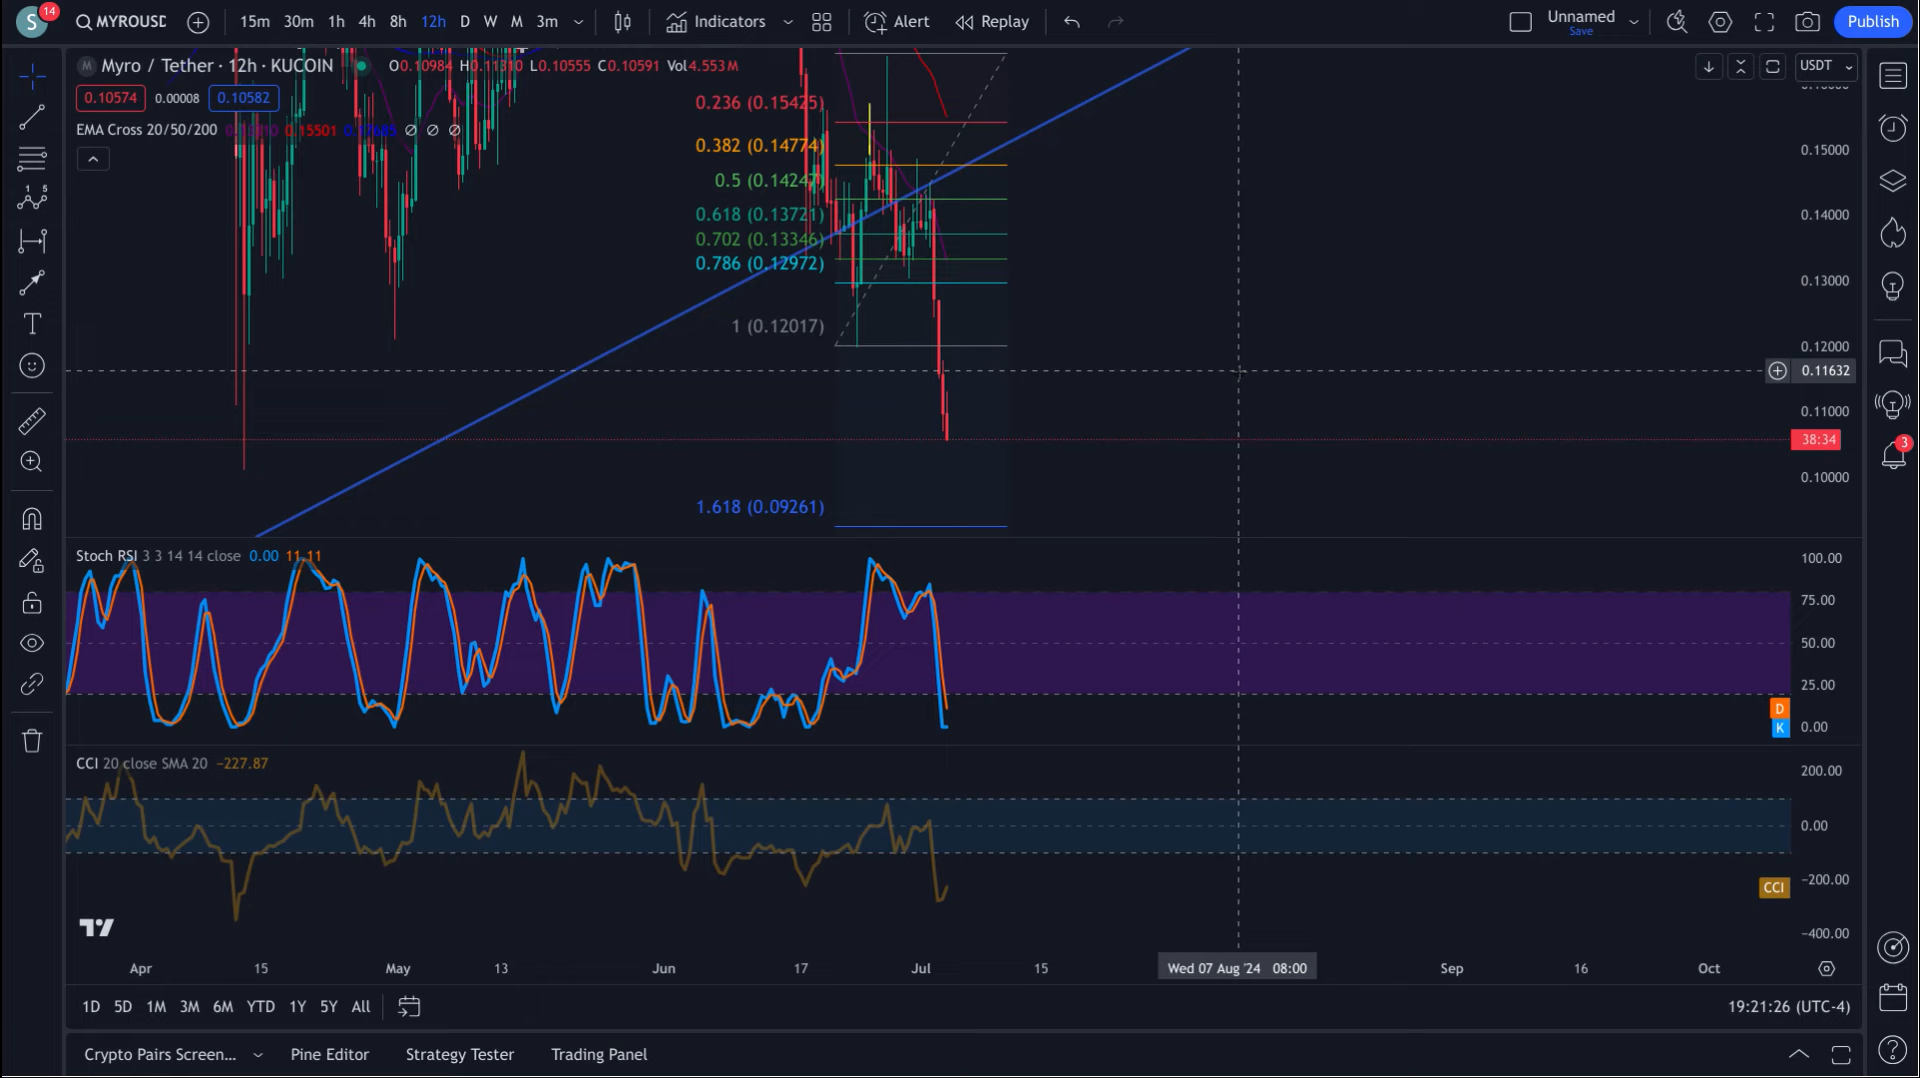 S 14 MYROUSD 15m 30m 1h 4h 8h 12h D W M 3m Indicators Alert Replay Unnamed Save Publish
M Myro / Tether · 12h · KUCOIN O0.10984 H0.11310 L0.10555 C0.10591 Vol4.553M USDT
0.10574 0.00008 0.10582
EMA Cross 20/50/200 0.15501
0.236 (0.15425)
0.382 (0.14774)
0.5 (0.14247)
0.618 (0.13721)
0.702 (0.13346)
0.786 (0.12972)
1 (0.12017)
1.618 (0.09261)
0.15000
0.14000
0.13000
0.12000
0.11632
0.11000
38:34
0.10000
3
Stoch RSI 3 3 14 14 close 0.00 11.11
100.00
75.00
50.00
25.00
D
K 0.00
CCI 20 close SMA 20 −227.87
200.00
0.00
CCI −200.00
−400.00
Apr 15 May 13 Jun 17 Jul 15 Wed 07 Aug '24 08:00 Sep 16 Oct
1D 5D 1M 3M 6M YTD 1Y 5Y All 19:21:26 (UTC-4)
Crypto Pairs Screen... Pine Editor Strategy Tester Trading Panel